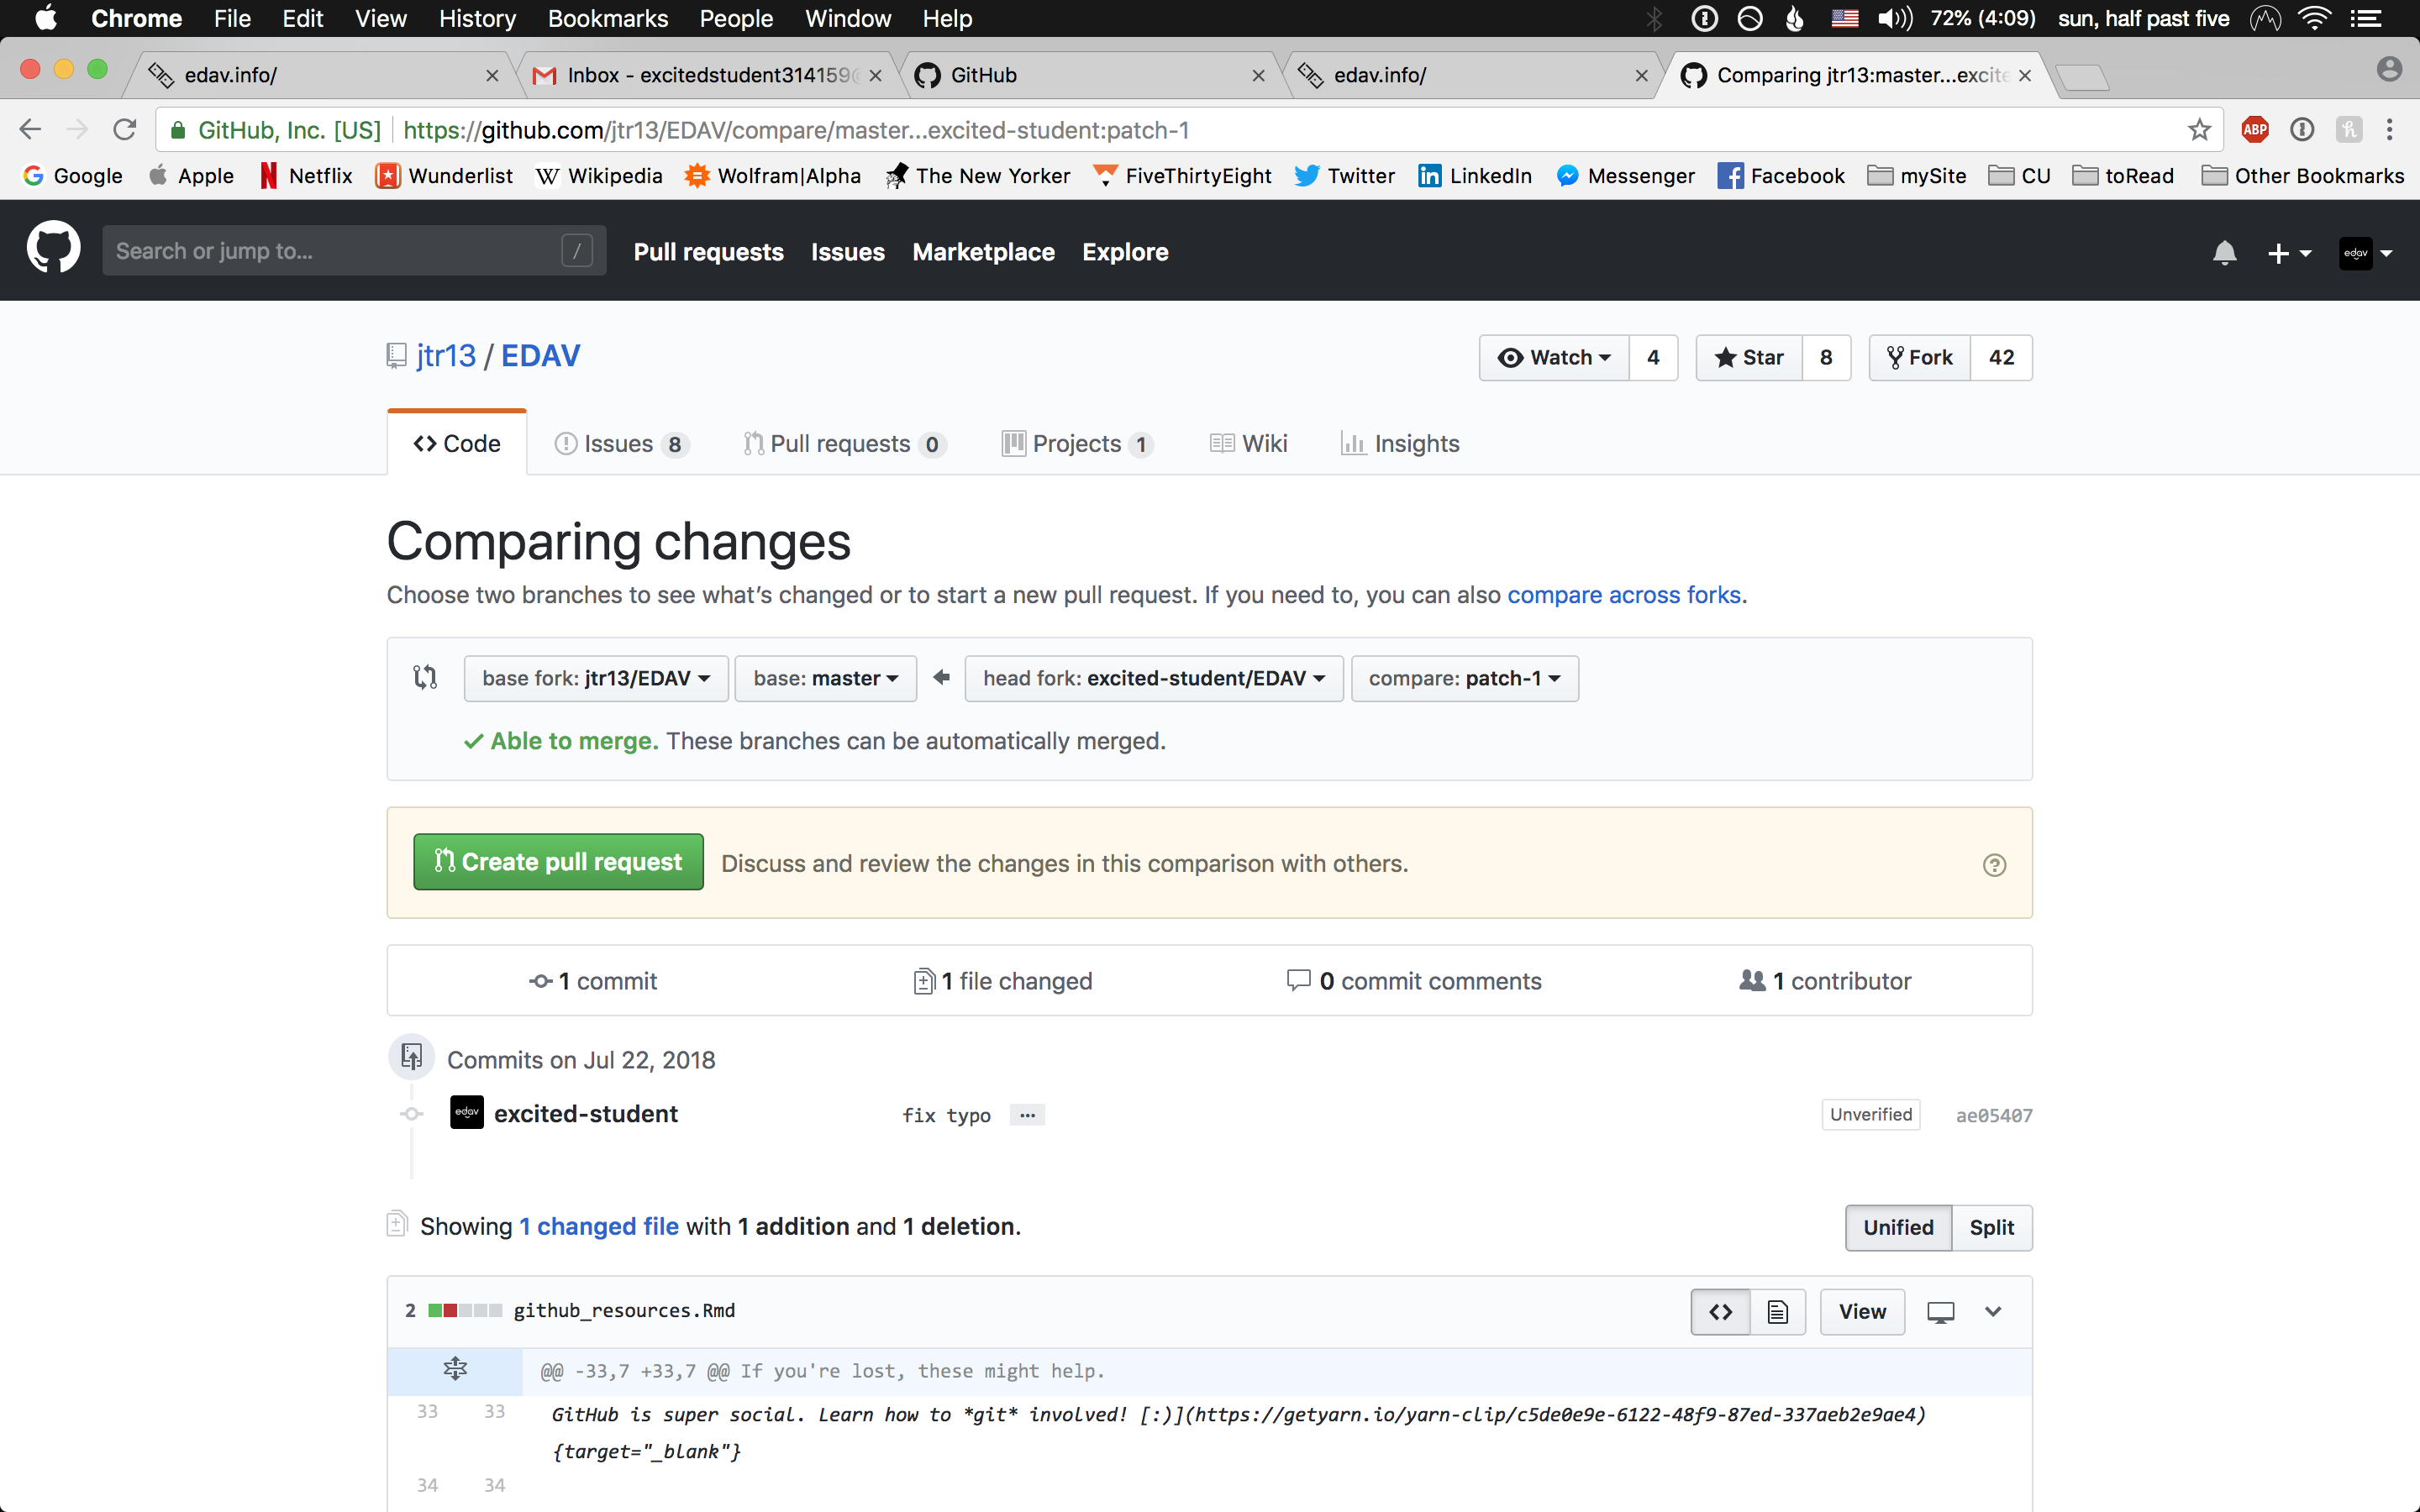 Chrome File Edit View History Bookmarks People Window Help 72% (4:09) sun, half past five
edav.info/ Inbox - excitedstudent314159@ GitHub edav.info/ Comparing jtr13:master...excite
GitHub, Inc. [US] https://github.com/jtr13/EDAV/compare/master...excited-student:patch-1 ABP
Google Apple Netflix Wunderlist Wikipedia Wolfram|Alpha The New Yorker FiveThirtyEight Twitter LinkedIn Messenger Facebook mySite CU toRead Other Bookmarks
Search or jump to... / Pull requests Issues Marketplace Explore edav
jtr13 / EDAV Watch 4 Star 8 Fork 42
Code Issues 8 Pull requests 0 Projects 1 Wiki Insights
Comparing changes
Choose two branches to see what's changed or to start a new pull request. If you need to, you can also compare across forks.
base fork: jtr13/EDAV base: master head fork: excited-student/EDAV compare: patch-1
Able to merge. These branches can be automatically merged.
Create pull request Discuss and review the changes in this comparison with others.
1 commit 1 file changed 0 commit comments 1 contributor
Commits on Jul 22, 2018
edav excited-student fix typo ... Unverified ae05407
Showing 1 changed file with 1 addition and 1 deletion. Unified Split
2 github_resources.Rmd View
@@ -33,7 +33,7 @@ If you're lost, these might help.
33 33 GitHub is super social. Learn how to *git* involved! [:)](https://getyarn.io/yarn-clip/c5de0e9e-6122-48f9-87ed-337aeb2e9ae4)
{target="_blank"}
34 34